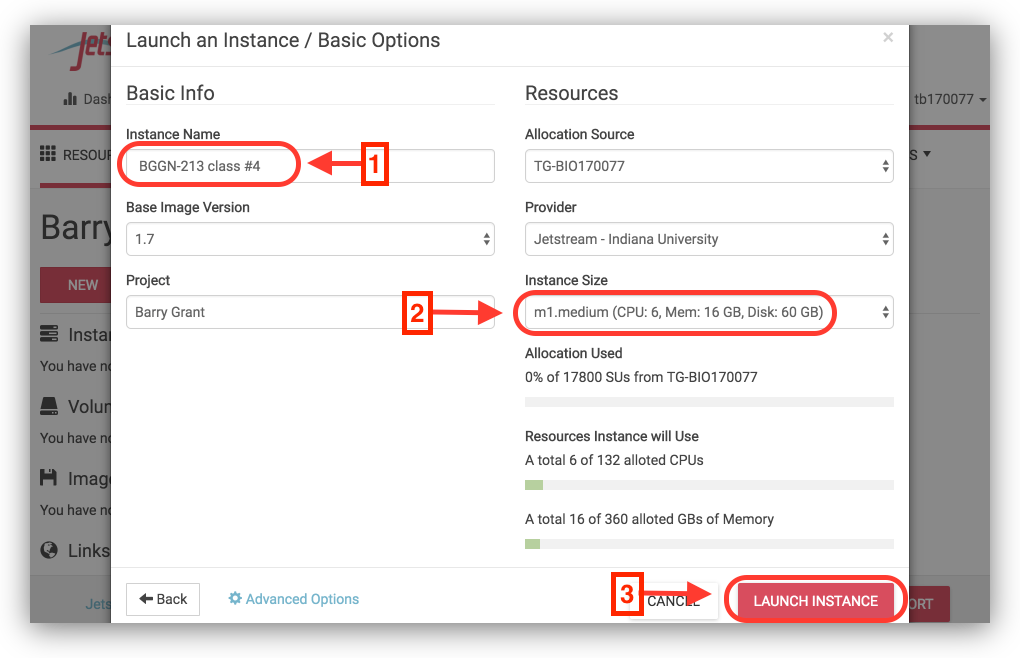 Launch an Instance / Basic Options
×
Jets
Dash
tb170077
RESOUR
S
Barry
NEW
Instan
You have no
Volun
You have no
Image
You have no
Links
Jets
ORT
Basic Info
Instance Name
BGGN-213 class #4
1
Base Image Version
1.7
Project
Barry Grant
2
Resources
Allocation Source
TG-BIO170077
Provider
Jetstream - Indiana University
Instance Size
m1.medium (CPU: 6, Mem: 16 GB, Disk: 60 GB)
Allocation Used
0% of 17800 SUs from TG-BIO170077
Resources Instance will Use
A total 6 of 132 alloted CPUs
A total 16 of 360 alloted GBs of Memory
Back
Advanced Options
3
CANCEL
LAUNCH INSTANCE